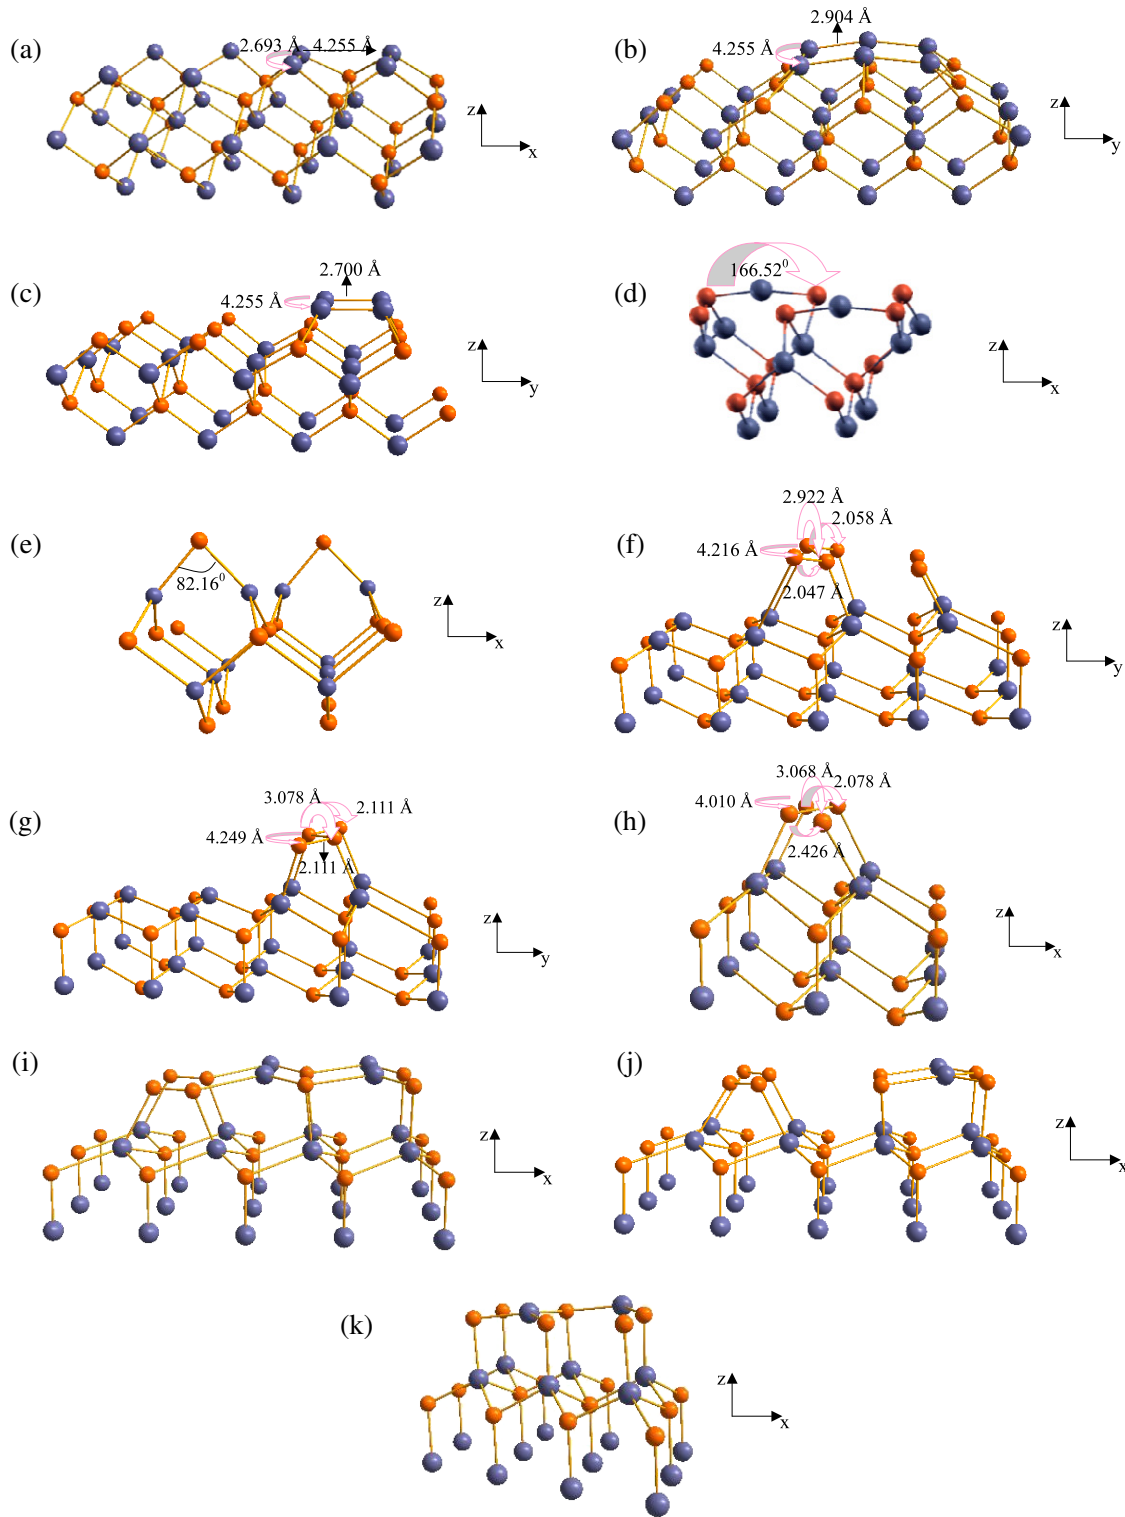 (a)
2.693 Å
4.255 Å
z
x
(b)
2.904 Å
4.255 Å
z
y
(c)
2.700 Å
4.255 Å
z
y
(d)
166.52⁰
z
x
(e)
82.16⁰
z
x
(f)
2.922 Å
2.058 Å
4.216 Å
2.047 Å
z
y
(g)
3.078 Å
2.111 Å
4.249 Å
2.111 Å
z
y
(h)
3.068 Å
2.078 Å
4.010 Å
2.426 Å
z
x
(i)
z
x
(j)
z
x
(k)
z
x